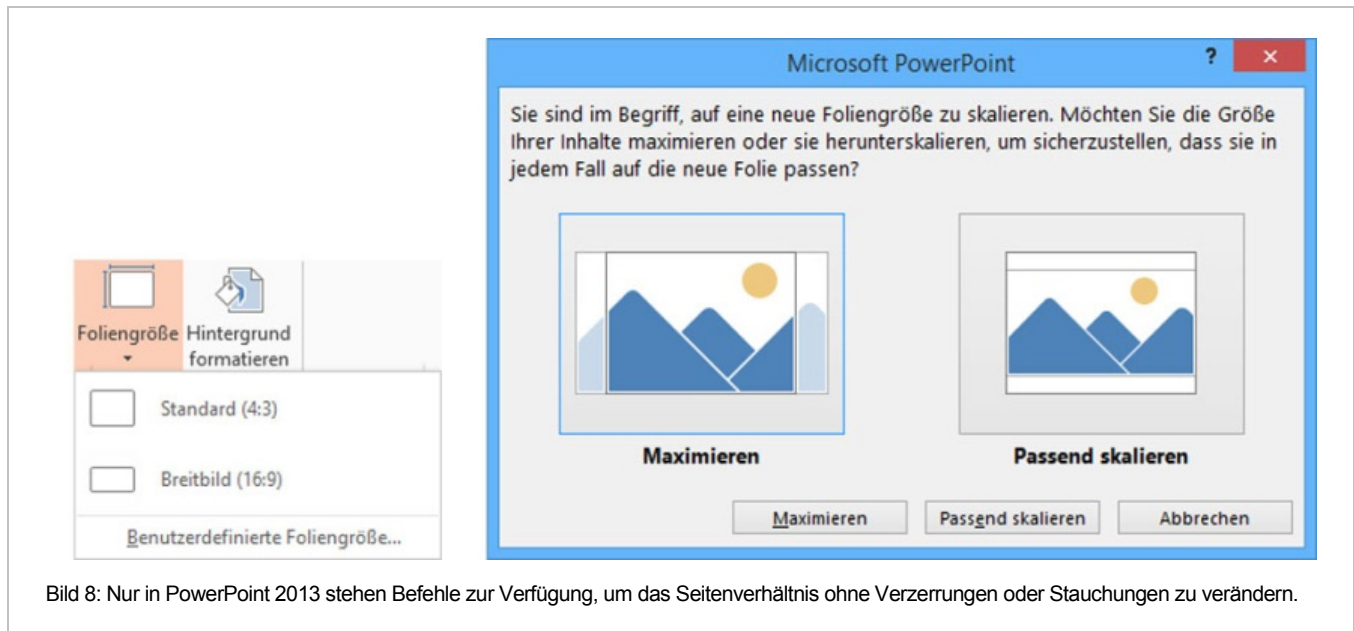 Foliengröße Hintergrund
formatieren
Standard (4:3)
Breitbild (16:9)
Benutzerdefinierte Foliengröße...
Microsoft PowerPoint
?
×
Sie sind im Begriff, auf eine neue Foliengröße zu skalieren. Möchten Sie die Größe
Ihrer Inhalte maximieren oder sie herunterskalieren, um sicherzustellen, dass sie in
jedem Fall auf die neue Folie passen?
Maximieren
Passend skalieren
Maximieren Passend skalieren Abbrechen
Bild 8: Nur in PowerPoint 2013 stehen Befehle zur Verfügung, um das Seitenverhältnis ohne Verzerrungen oder Stauchungen zu verändern.